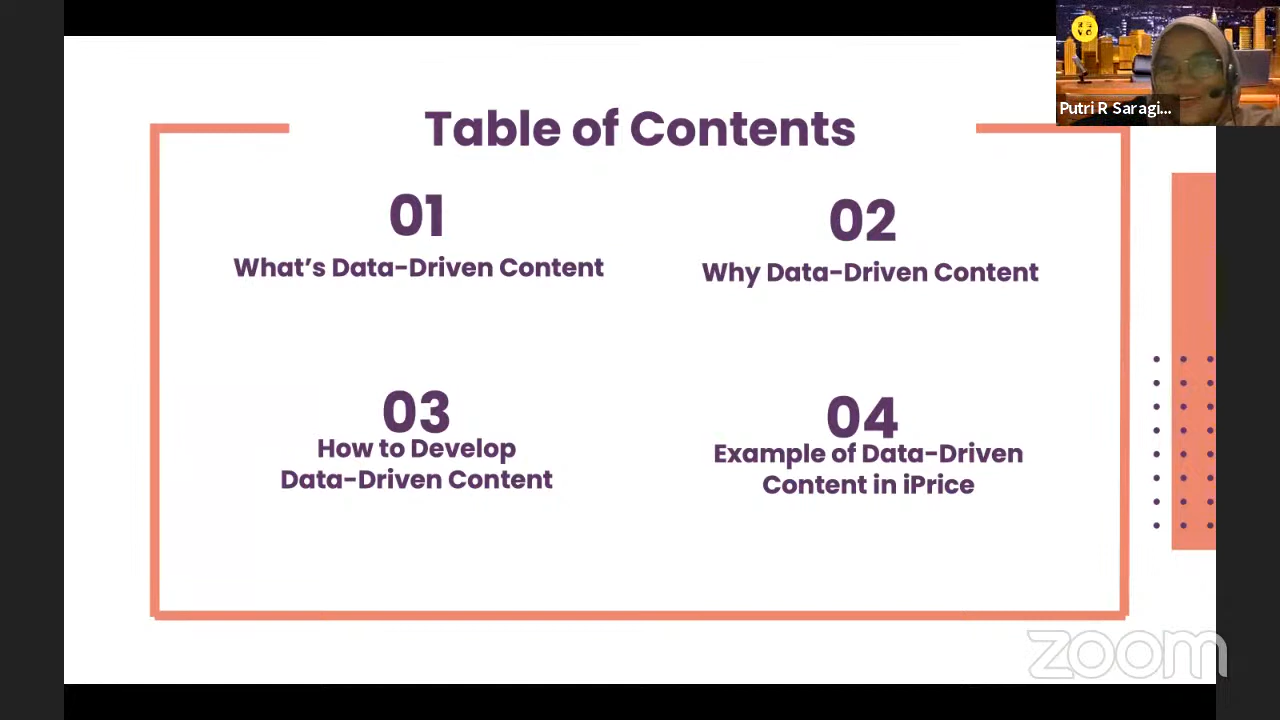 Putri R Saragi...
Table of Contents
01
What's Data-Driven Content
02
Why Data-Driven Content
03
How to Develop
Data-Driven Content
04
Example of Data-Driven
Content in iPrice
zoom